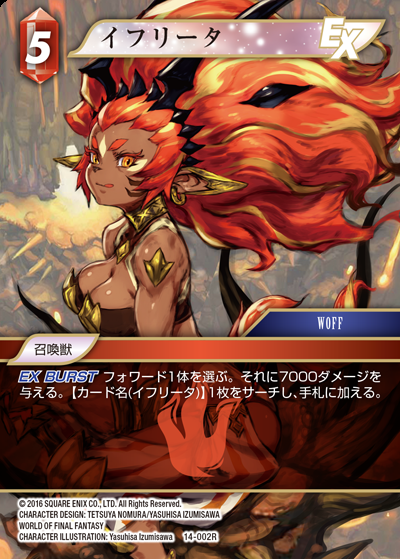 5
イフリータ
EX
WOFF
召喚獣
EX BURST フォワード1体を選ぶ。それに7000ダメージを
与える。【カード名(イフリータ)】1枚をサーチし、手札に加える。
© 2016 SQUARE ENIX CO., LTD. All Rights Reserved.
CHARACTER DESIGN: TETSUYA NOMURA/YASUHISA IZUMISAWA
WORLD OF FINAL FANTASY
CHARACTER ILLUSTRATION: Yasuhisa Izumisawa 14-002R